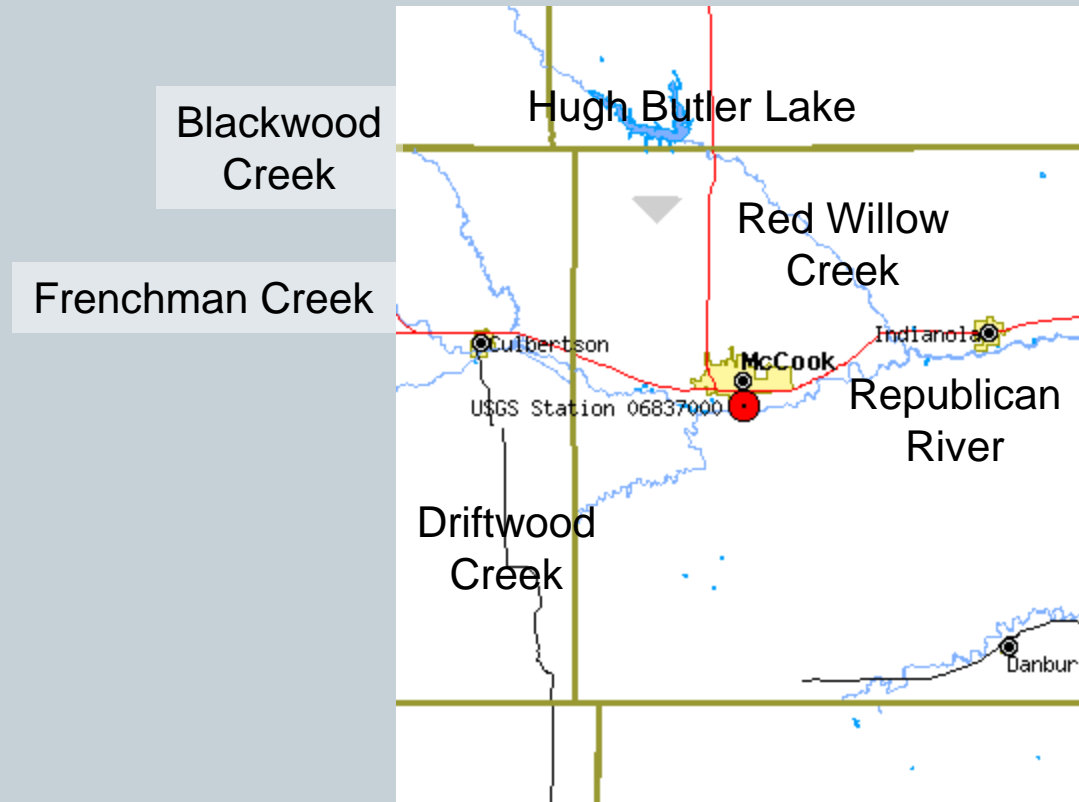 Hugh Butler Lake
Blackwood
Creek
Red Willow
Creek
Frenchman Creek
Indianola
Culbertson
McCook
USGS Station 06837000
Republican
River
Driftwood
Creek
Danbur